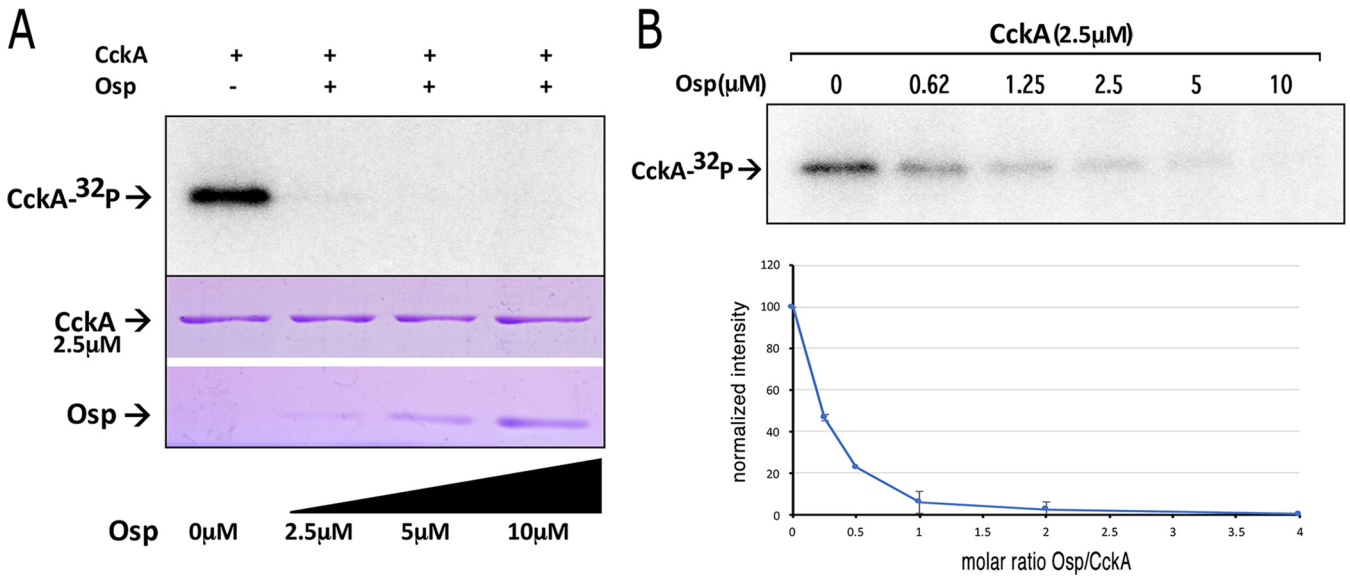 A
CckA + + + +
Osp - + + +
CckA-³²P →
CckA →
2.5µM
Osp →
Osp 0µM 2.5µM 5µM 10µM
B
CckA (2.5µM)
Osp(µM) 0 0.62 1.25 2.5 5 10
CckA-³²P →
120
100
80
60
40
20
0
0 0.5 1 1.5 2 2.5 3 3.5 4
normalized intensity
molar ratio Osp/CckA